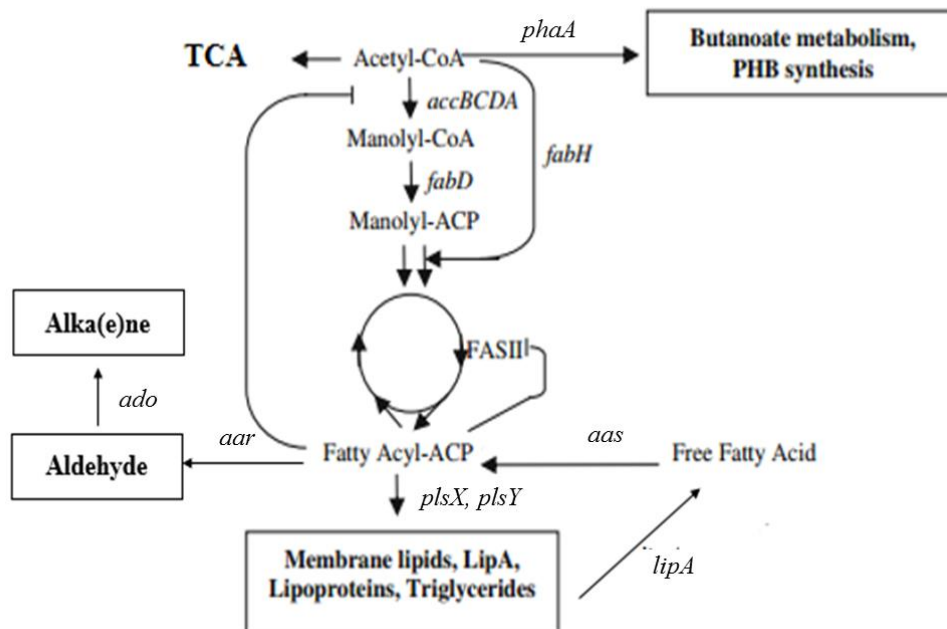 phaA
TCA
Acetyl-CoA
Butanoate metabolism,
PHB synthesis
accBCDA
Manolyl-CoA
fabH
fabD
Manolyl-ACP
Alka(e)ne
FASII
ado
aar
Fatty Acyl-ACP
aas
Free Fatty Acid
Aldehyde
plsX, plsY
Membrane lipids, LipA,
Lipoproteins, Triglycerides
lipA